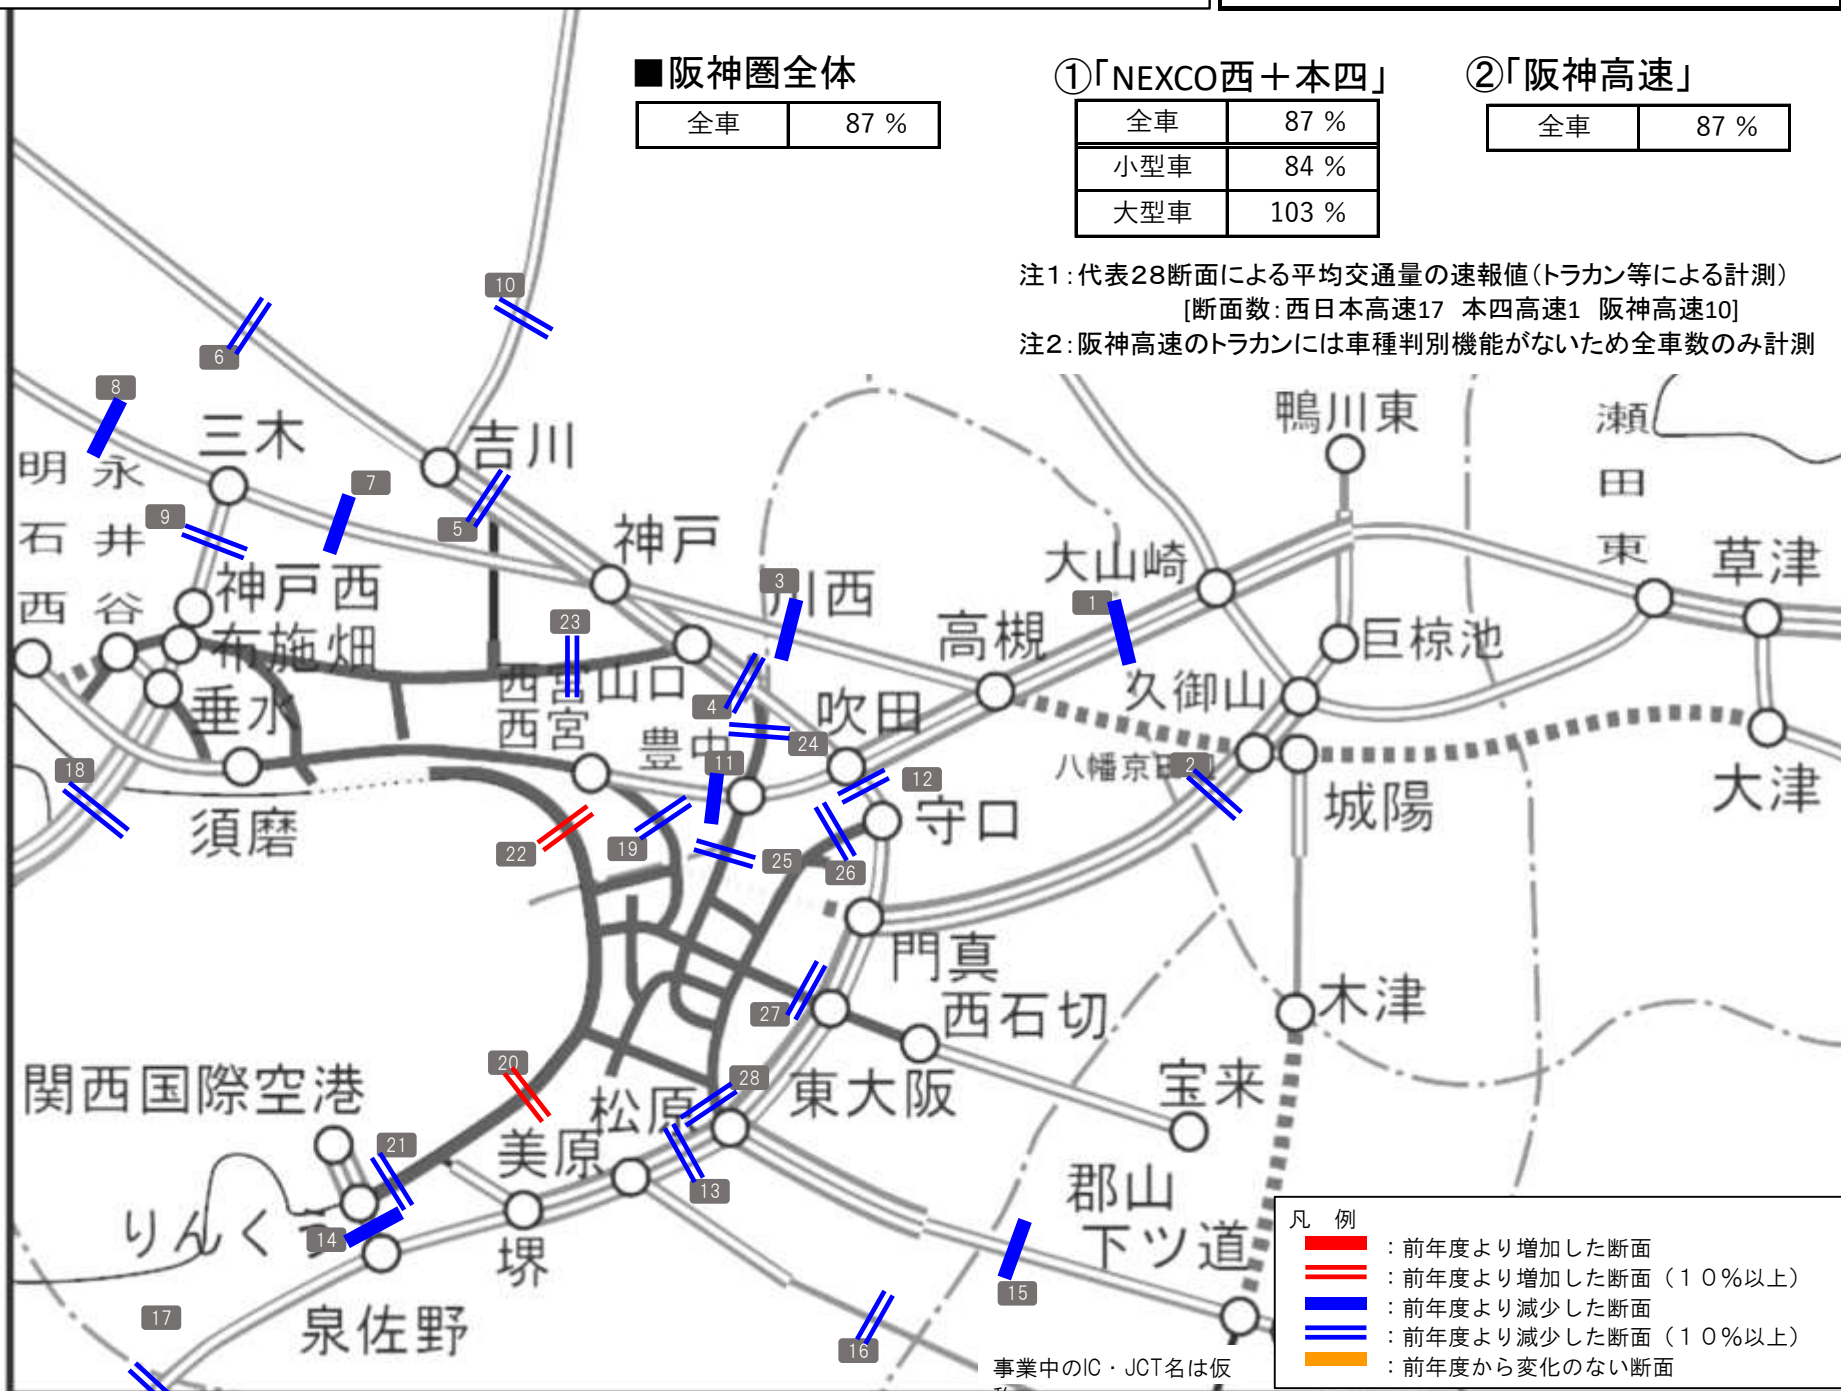 ■阪神圏全体
全車 87 %
①「NEXCO西＋本四」
全車 87 %
小型車 84 %
大型車 103 %
②「阪神高速」
全車 87 %
注1：代表28断面による平均交通量の速報値（トラカン等による計測）
[断面数：西日本高速17 本四高速1 阪神高速10]
注2：阪神高速のトラカンには車種判別機能がないため全車数のみ計測
10
6
8
三木
吉川
鴨川東
瀬田東
明石西
永井谷
7
9
5
神戸
神戸西
布施畑
3
川西
大山崎
1
草津
23
高槻
巨椋池
西宮山口
4
久御山
垂水
西宮
豊中
吹田
24
18
11
12
八幡京田
2
大津
須磨
22
19
25
26
守口
城陽
門真
27
西石切
木津
20
関西国際空港
28
松原
東大阪
宝来
21
美原
13
郡山
下ツ道
りんく
14
堺
15
17
泉佐野
16
事業中のIC・JCT名は仮
凡 例
：前年度より増加した断面
：前年度より増加した断面（１０％以上）
：前年度より減少した断面
：前年度より減少した断面（１０％以上）
：前年度から変化のない断面